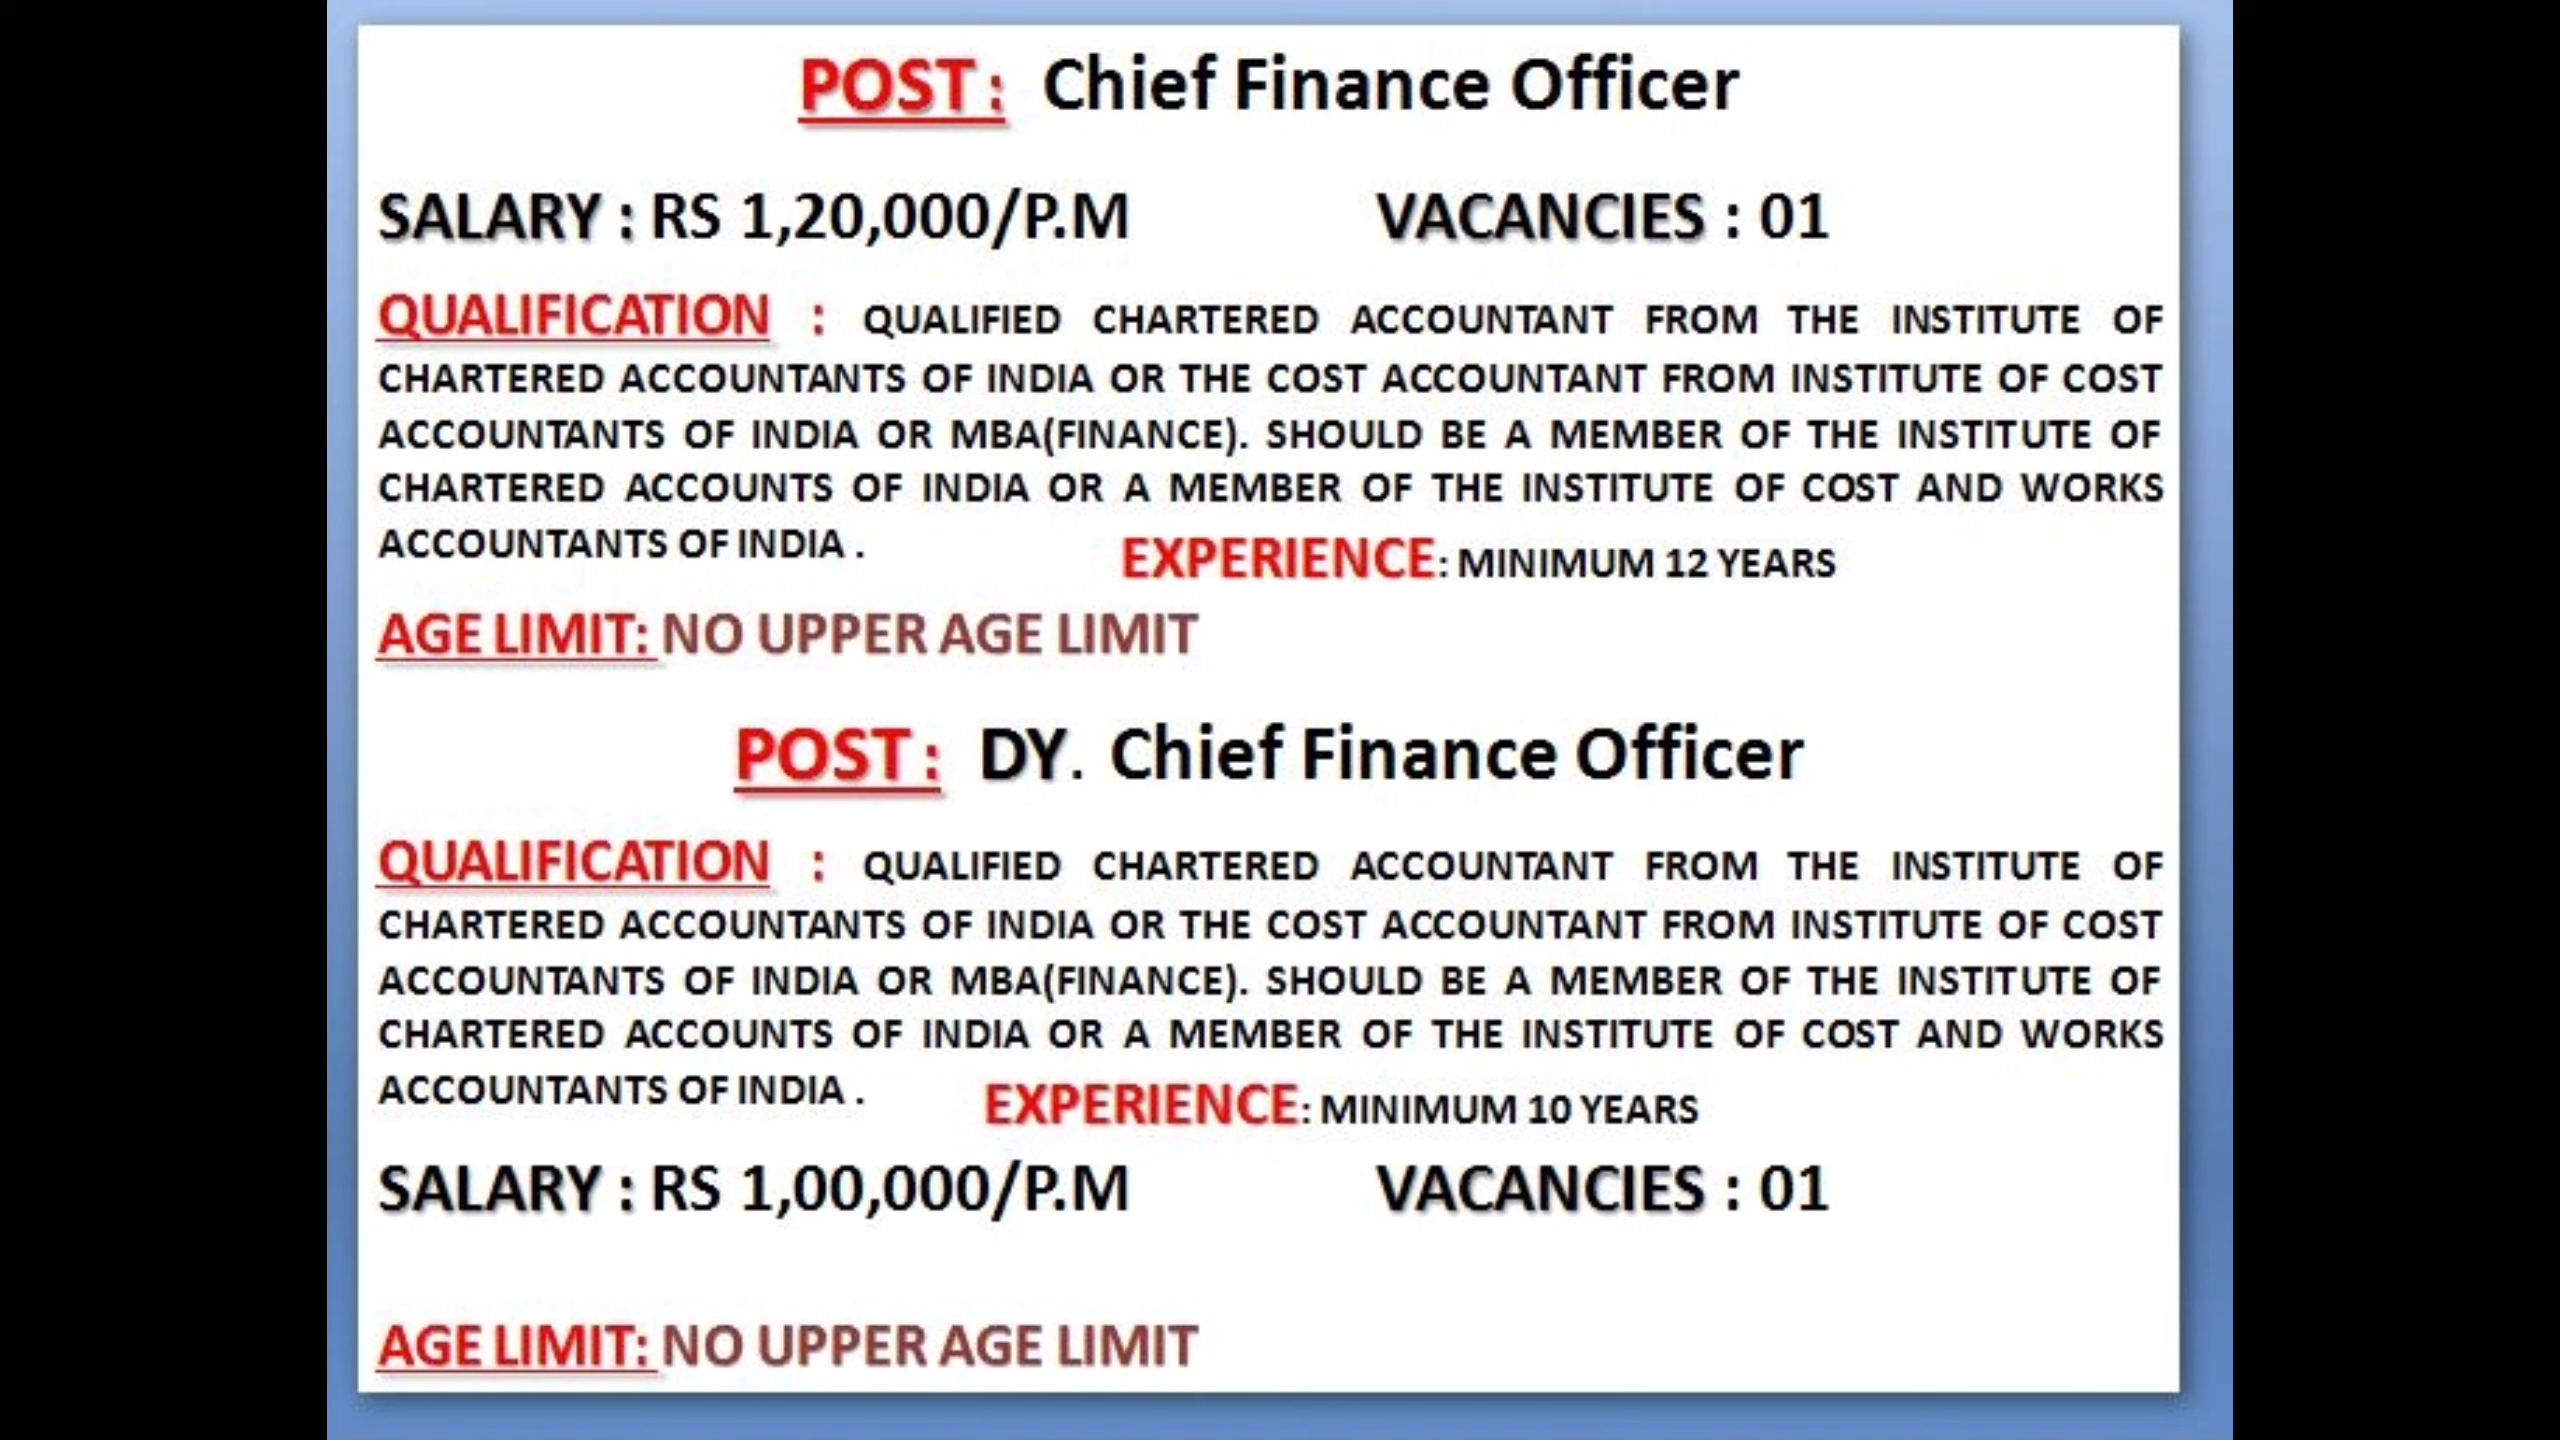 POST : Chief Finance Officer
SALARY : RS 1,20,000/P.M VACANCIES : 01
QUALIFICATION : QUALIFIED CHARTERED ACCOUNTANT FROM THE INSTITUTE OF
CHARTERED ACCOUNTANTS OF INDIA OR THE COST ACCOUNTANT FROM INSTITUTE OF COST
ACCOUNTANTS OF INDIA OR MBA(FINANCE). SHOULD BE A MEMBER OF THE INSTITUTE OF
CHARTERED ACCOUNTS OF INDIA OR A MEMBER OF THE INSTITUTE OF COST AND WORKS
ACCOUNTANTS OF INDIA . EXPERIENCE: MINIMUM 12 YEARS
AGE LIMIT: NO UPPER AGE LIMIT
POST : DY. Chief Finance Officer
QUALIFICATION : QUALIFIED CHARTERED ACCOUNTANT FROM THE INSTITUTE OF
CHARTERED ACCOUNTANTS OF INDIA OR THE COST ACCOUNTANT FROM INSTITUTE OF COST
ACCOUNTANTS OF INDIA OR MBA(FINANCE). SHOULD BE A MEMBER OF THE INSTITUTE OF
CHARTERED ACCOUNTS OF INDIA OR A MEMBER OF THE INSTITUTE OF COST AND WORKS
ACCOUNTANTS OF INDIA . EXPERIENCE: MINIMUM 10 YEARS
SALARY : RS 1,00,000/P.M VACANCIES : 01
AGE LIMIT: NO UPPER AGE LIMIT